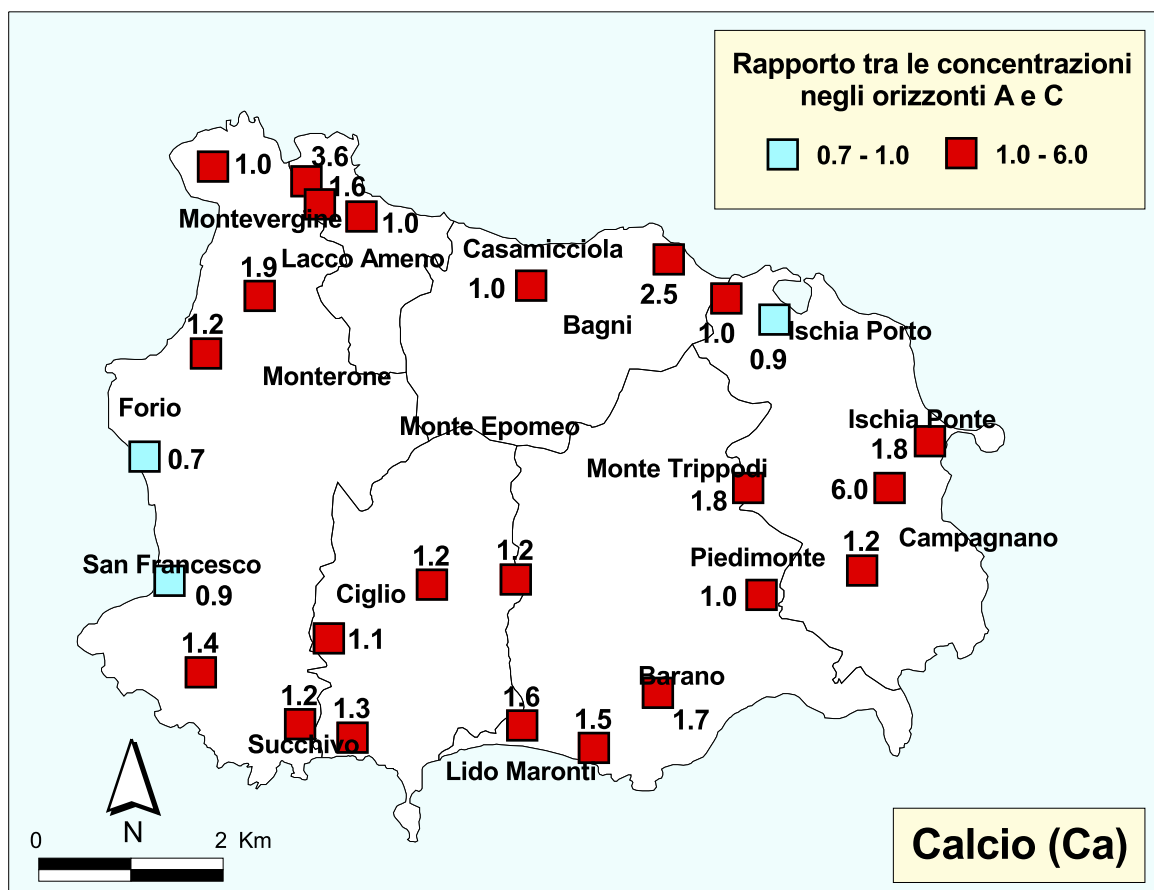 Rapporto tra le concentrazioni
negli orizzonti A e C
0.7 - 1.0
1.0 - 6.0
1.0
3.6
1.6
Montevergine
1.0
Lacco Ameno
Casamicciola
1.9
1.0
2.5
1.2
Bagni
1.0
Ischia Porto
0.9
Monterone
Forio
Monte Epomeo
Ischia Ponte
1.8
0.7
Monte Trippodi
1.8
6.0
Campagnano
San Francesco
0.9
1.2
1.2
Ciglio
Piedimonte
1.0
1.2
1.1
1.4
Barano
1.7
1.2
1.3
1.6
1.5
Succhivo
Lido Maronti
N
0 2 Km
Calcio (Ca)